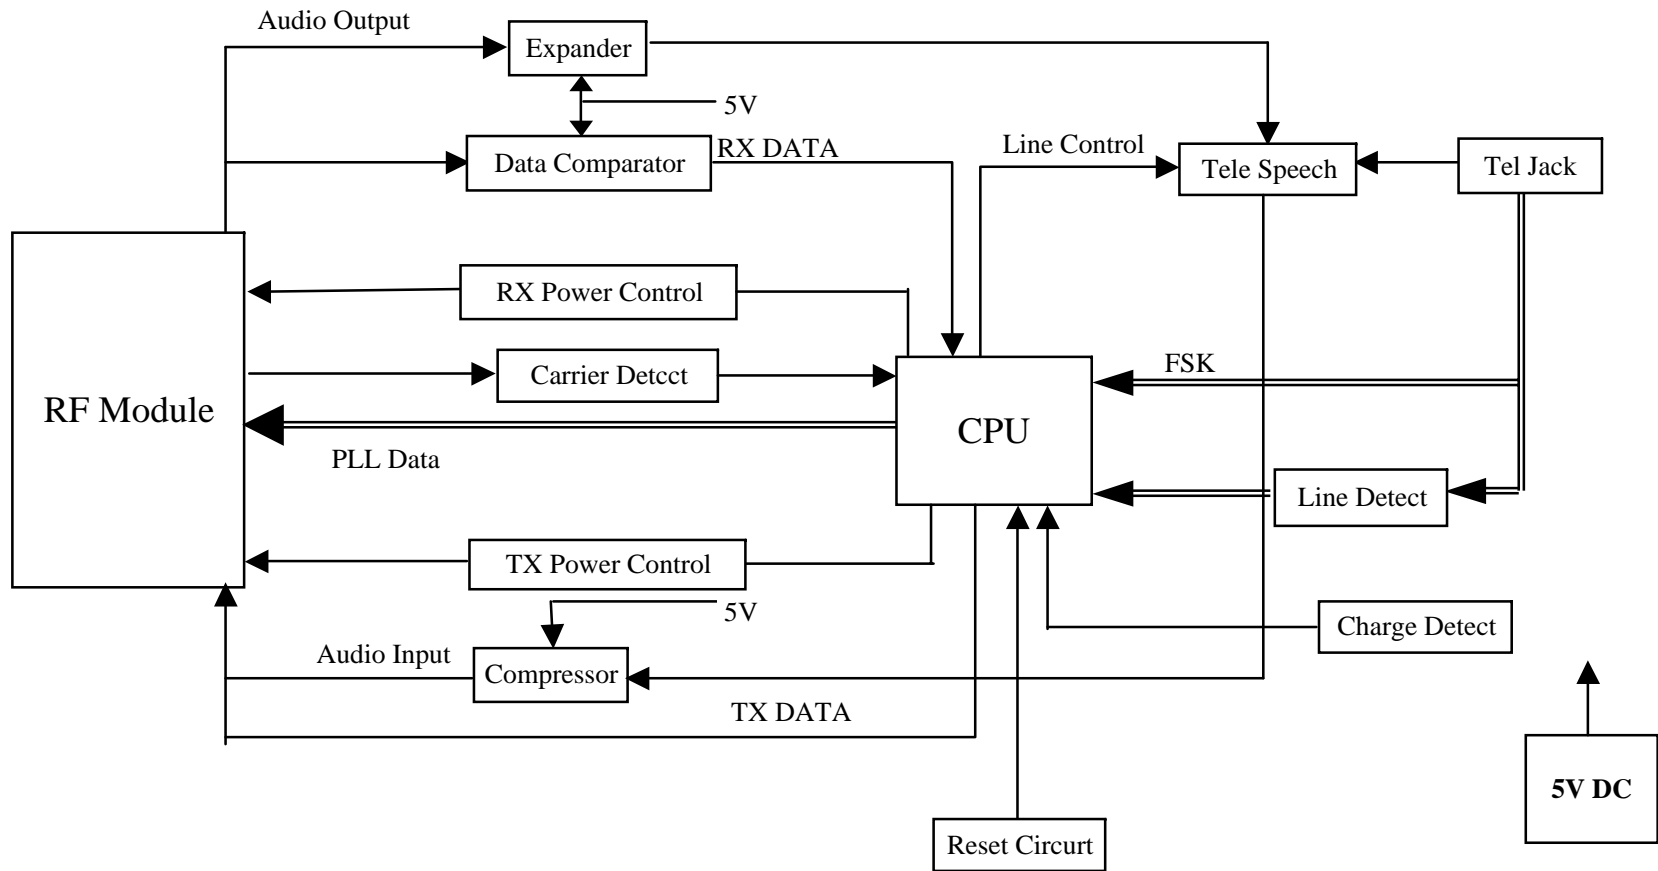 Audio Output
Expander
5V
Data Comparator
RX DATA
Line Control
Tele Speech
Tel Jack
RX Power Control
Carrier Detcct
FSK
RF Module
CPU
PLL Data
Line Detect
TX Power Control
5V
Charge Detect
Audio Input
Compressor
TX DATA
5V DC
Reset Circurt